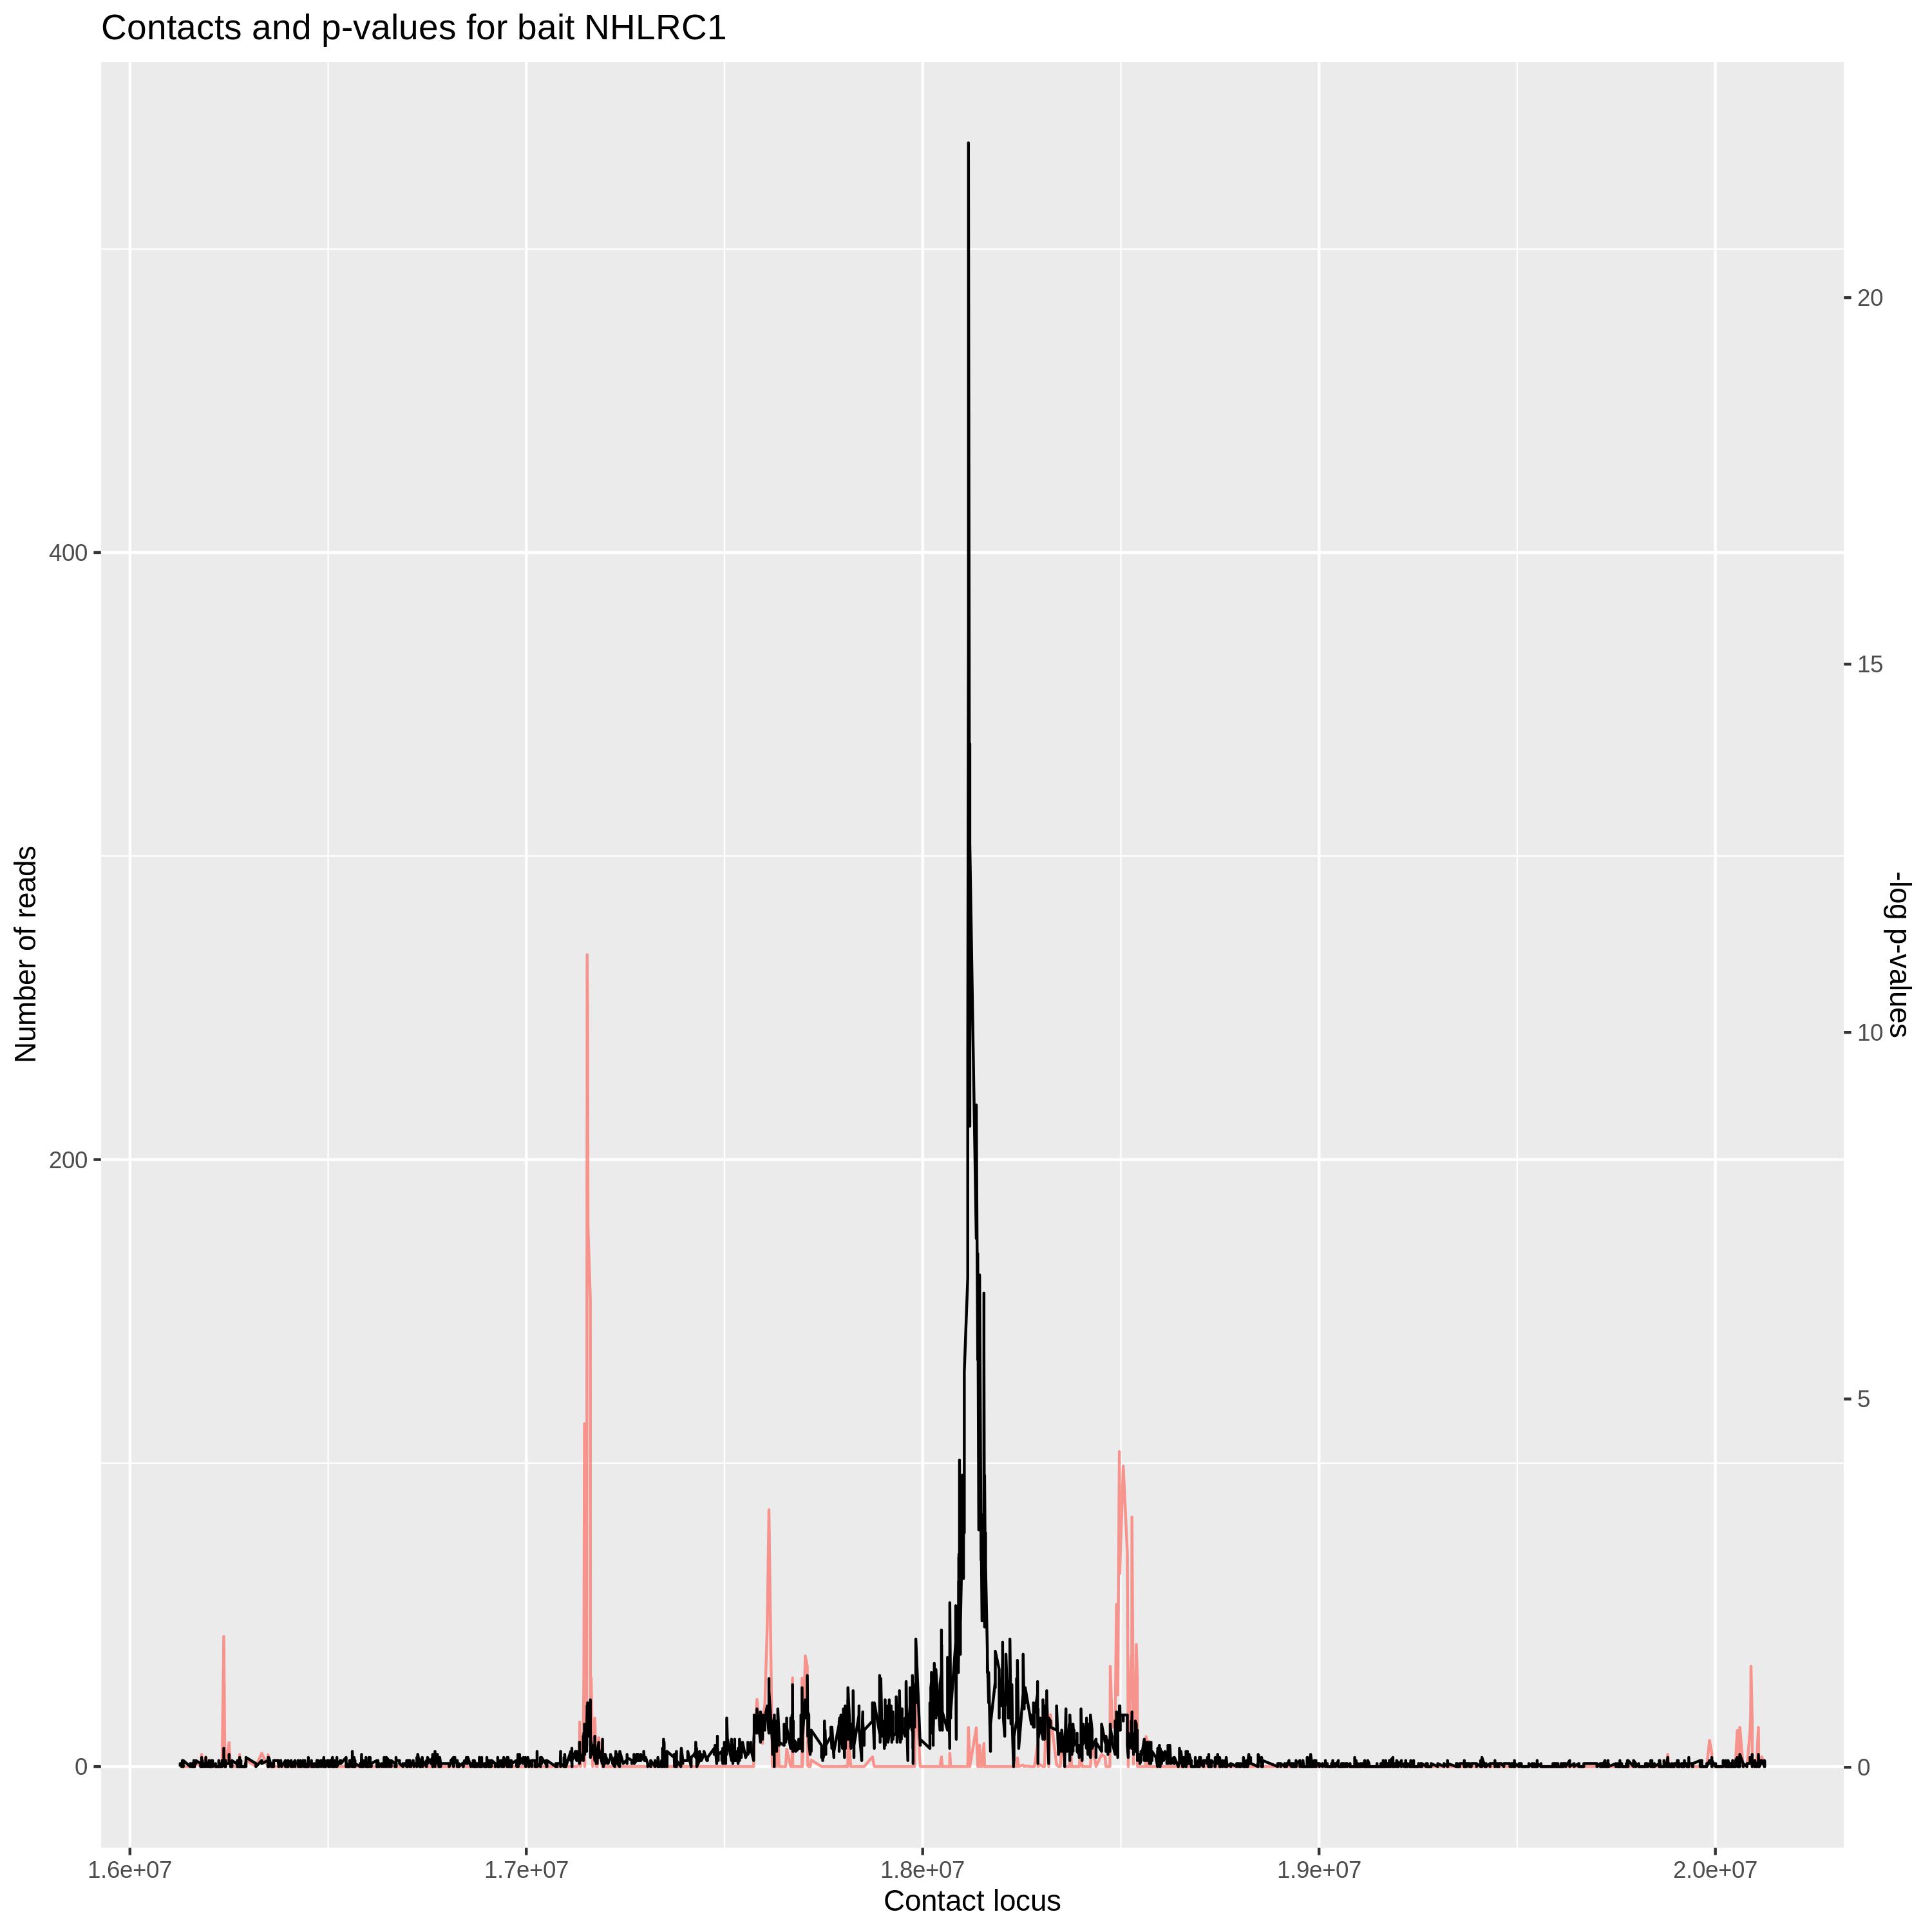 Contacts and p-values for bait NHLRC1
Number of reads
400
200
0
20
15
10
5
0
-log p-values
1.6e+07
1.7e+07
1.8e+07
1.9e+07
2.0e+07
Contact locus